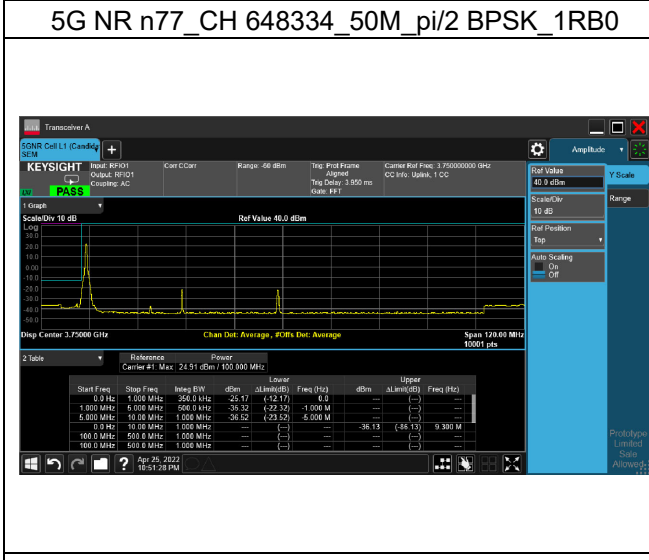 5G NR n77_CH 648334_50M_pi/2 BPSK_1RB0
Transceiver A
5GNR Cell L1 (Candida
SEM
Amplitude
KEYSIGHT Input: RFIO1 Corr CCorr Range: -60 dBm Trig: Prot Frame Carrier Ref Freq: 3.750000000 GHz
Output: RFIO1 Aligned CC Info: Uplink, 1 CC
Coupling: AC Trig Delay: 3.950 ms
PASS Gate: FFT
Ref Value
40.0 dBm
Y Scale
Scale/Div
10 dB
Range
Ref Position
Top
Auto Scaling
On
Off
1 Graph
Scale/Div 10 dB Ref Value 40.0 dBm
Log
30.0
20.0
10.0
0.00
-10.0
-20.0
-30.0
-40.0
-50.0
Disp Center 3.75000 GHz Chan Det: Average , #Offs Det: Average Span 120.00 MHz
10001 pts
2 Table Reference Power
Carrier #1: Max 24.91 dBm / 100.000 MHz
Lower Upper
Start Freq Stop Freq Integ BW dBm ΔLimit(dB) Freq (Hz) dBm ΔLimit(dB) Freq (Hz)
0.0 Hz 1.000 MHz 350.0 kHz -25.17 (-12.17) 0.0 --- (---) ---
1.000 MHz 5.000 MHz 500.0 kHz -35.32 (-22.32) -1.000 M --- (---) ---
5.000 MHz 10.00 MHz 1.000 MHz -36.52 (-23.52) -5.000 M --- (---) ---
0.0 Hz 10.00 MHz 1.000 MHz --- (---) --- -36.13 (-86.13) 9.300 M
100.0 MHz 500.0 MHz 1.000 MHz --- (---) --- --- (---) ---
100.0 MHz 500.0 MHz 1.000 MHz --- (---) --- --- (---) ---
Prototype
Limited
Sale
Allowed
? Apr 25, 2022
10:51:28 PM